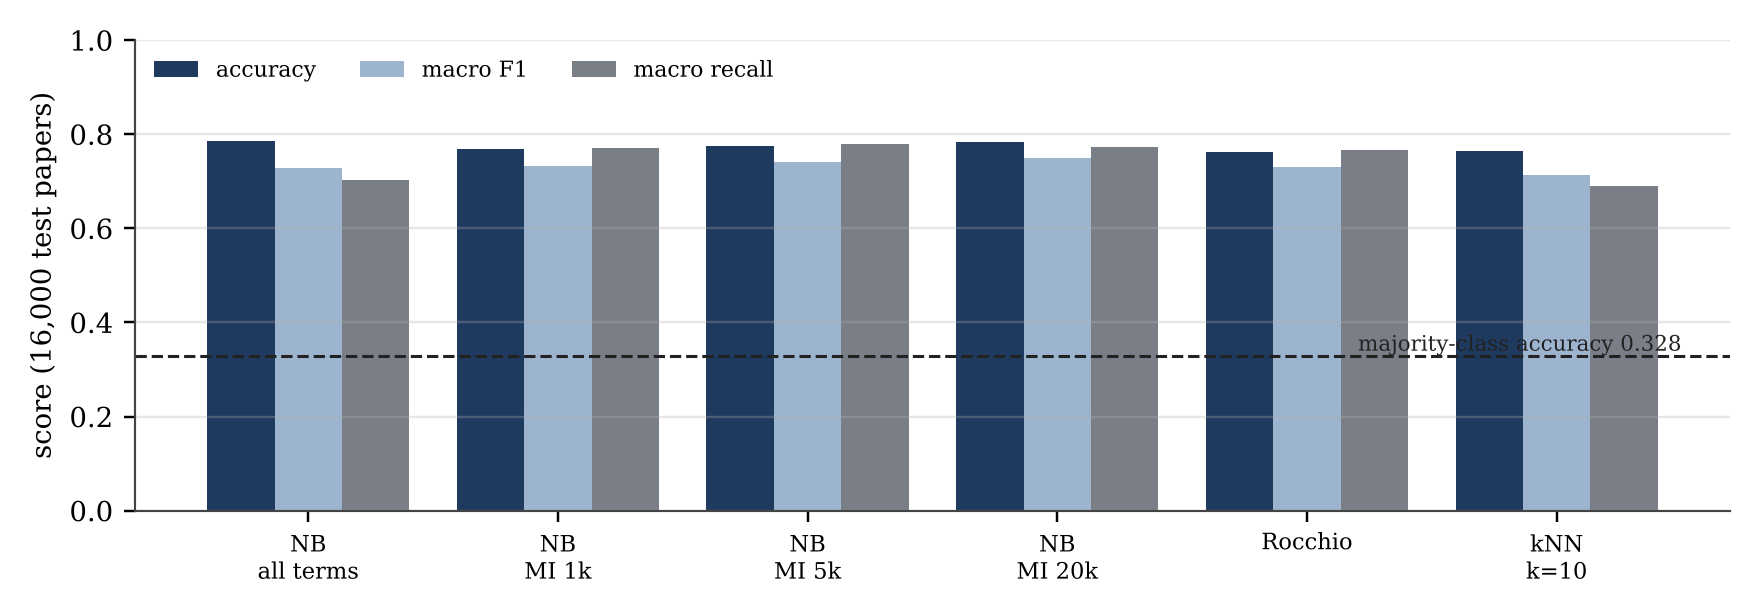 accuracy
macro F1
macro recall
score (16,000 test papers)
1.0
0.8
0.6
0.4
0.2
0.0
majority-class accuracy 0.328
NB
all terms
NB
MI 1k
NB
MI 5k
NB
MI 20k
Rocchio
kNN
k=10